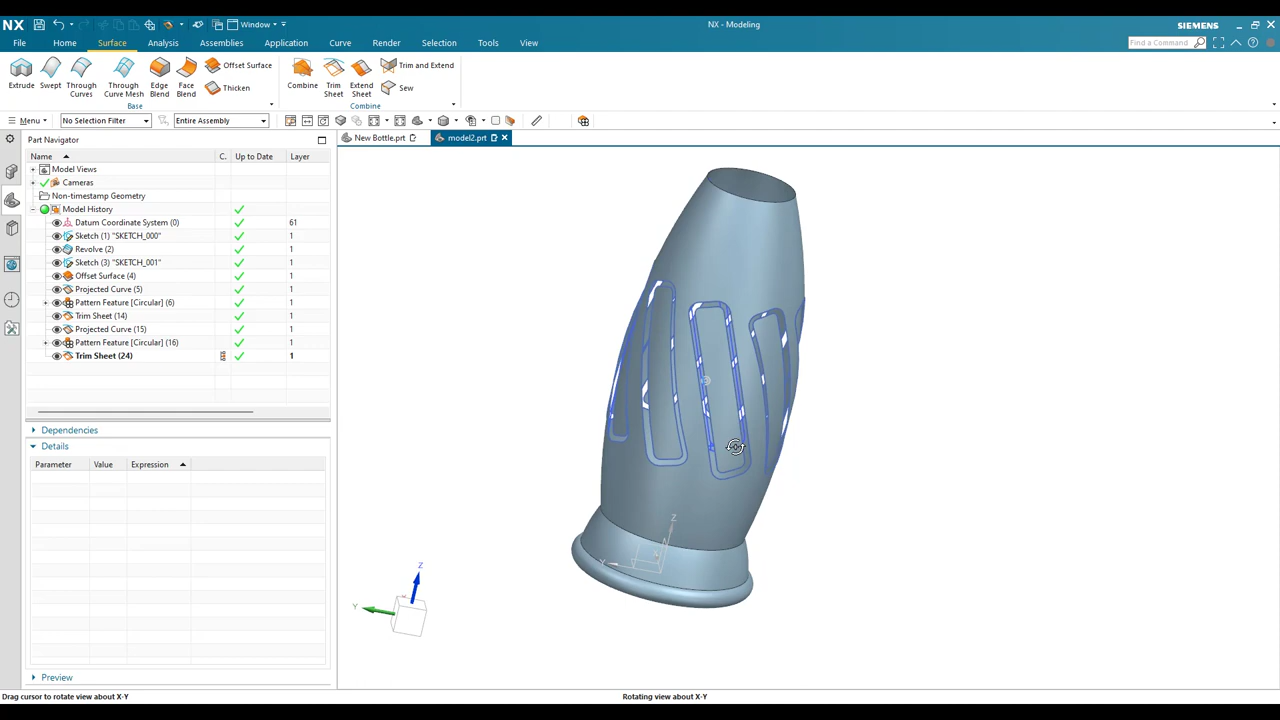 NX Window NX - Modeling SIEMENS
File Home Surface Analysis Assemblies Application Curve Render Selection Tools View Find a Command
Extrude Swept Through Curves Through Curve Mesh Edge Blend Face Blend Offset Surface Thicken Combine Trim Sheet Extend Sheet Trim and Extend Sew
Base Combine
Menu No Selection Filter Entire Assembly
Part Navigator New Bottle.prt model2.prt
Name C. Up to Date Layer
Model Views
Cameras
Non-timestamp Geometry
Model History
Datum Coordinate System (0) 61
Sketch (1) "SKETCH_000" 1
Revolve (2) 1
Sketch (3) "SKETCH_001" 1
Offset Surface (4) 1
Projected Curve (5) 1
Pattern Feature [Circular] (6) 1
Trim Sheet (14) 1
Projected Curve (15) 1
Pattern Feature [Circular] (16) 1
Trim Sheet (24) 1
Dependencies
Details
Parameter Value Expression
Z
Y
Z
Y
Preview
Drag cursor to rotate view about X-Y Rotating view about X-Y